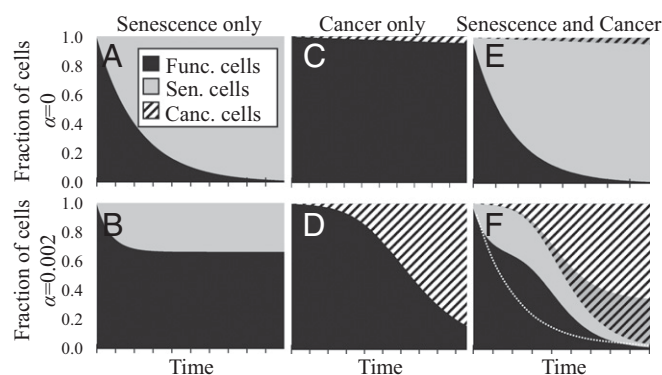 Senescence only Cancer only Senescence and Cancer
Fraction of cells
α=0
1.0
0.8
0.6
0.4
0.2
0.0
A
Func. cells
Sen. cells
Canc. cells
C
E
Fraction of cells
α=0.002
1.0
0.8
0.6
0.4
0.2
0.0
B
D
F
Time Time Time